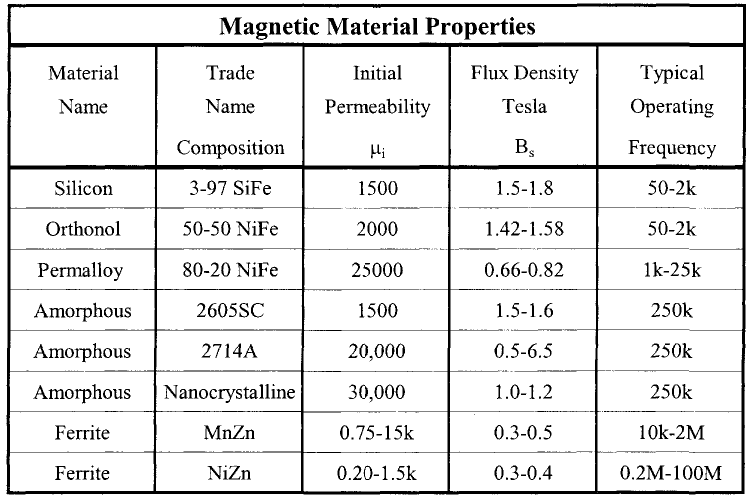 Magnetic Material Properties
Material Trade Initial Flux Density Typical
Name Name Permeability Tesla Operating
Composition μi Bs Frequency
Silicon 3-97 SiFe 1500 1.5-1.8 50-2k
Orthonol 50-50 NiFe 2000 1.42-1.58 50-2k
Permalloy 80-20 NiFe 25000 0.66-0.82 1k-25k
Amorphous 2605SC 1500 1.5-1.6 250k
Amorphous 2714A 20,000 0.5-6.5 250k
Amorphous Nanocrystalline 30,000 1.0-1.2 250k
Ferrite MnZn 0.75-15k 0.3-0.5 10k-2M
Ferrite NiZn 0.20-1.5k 0.3-0.4 0.2M-100M